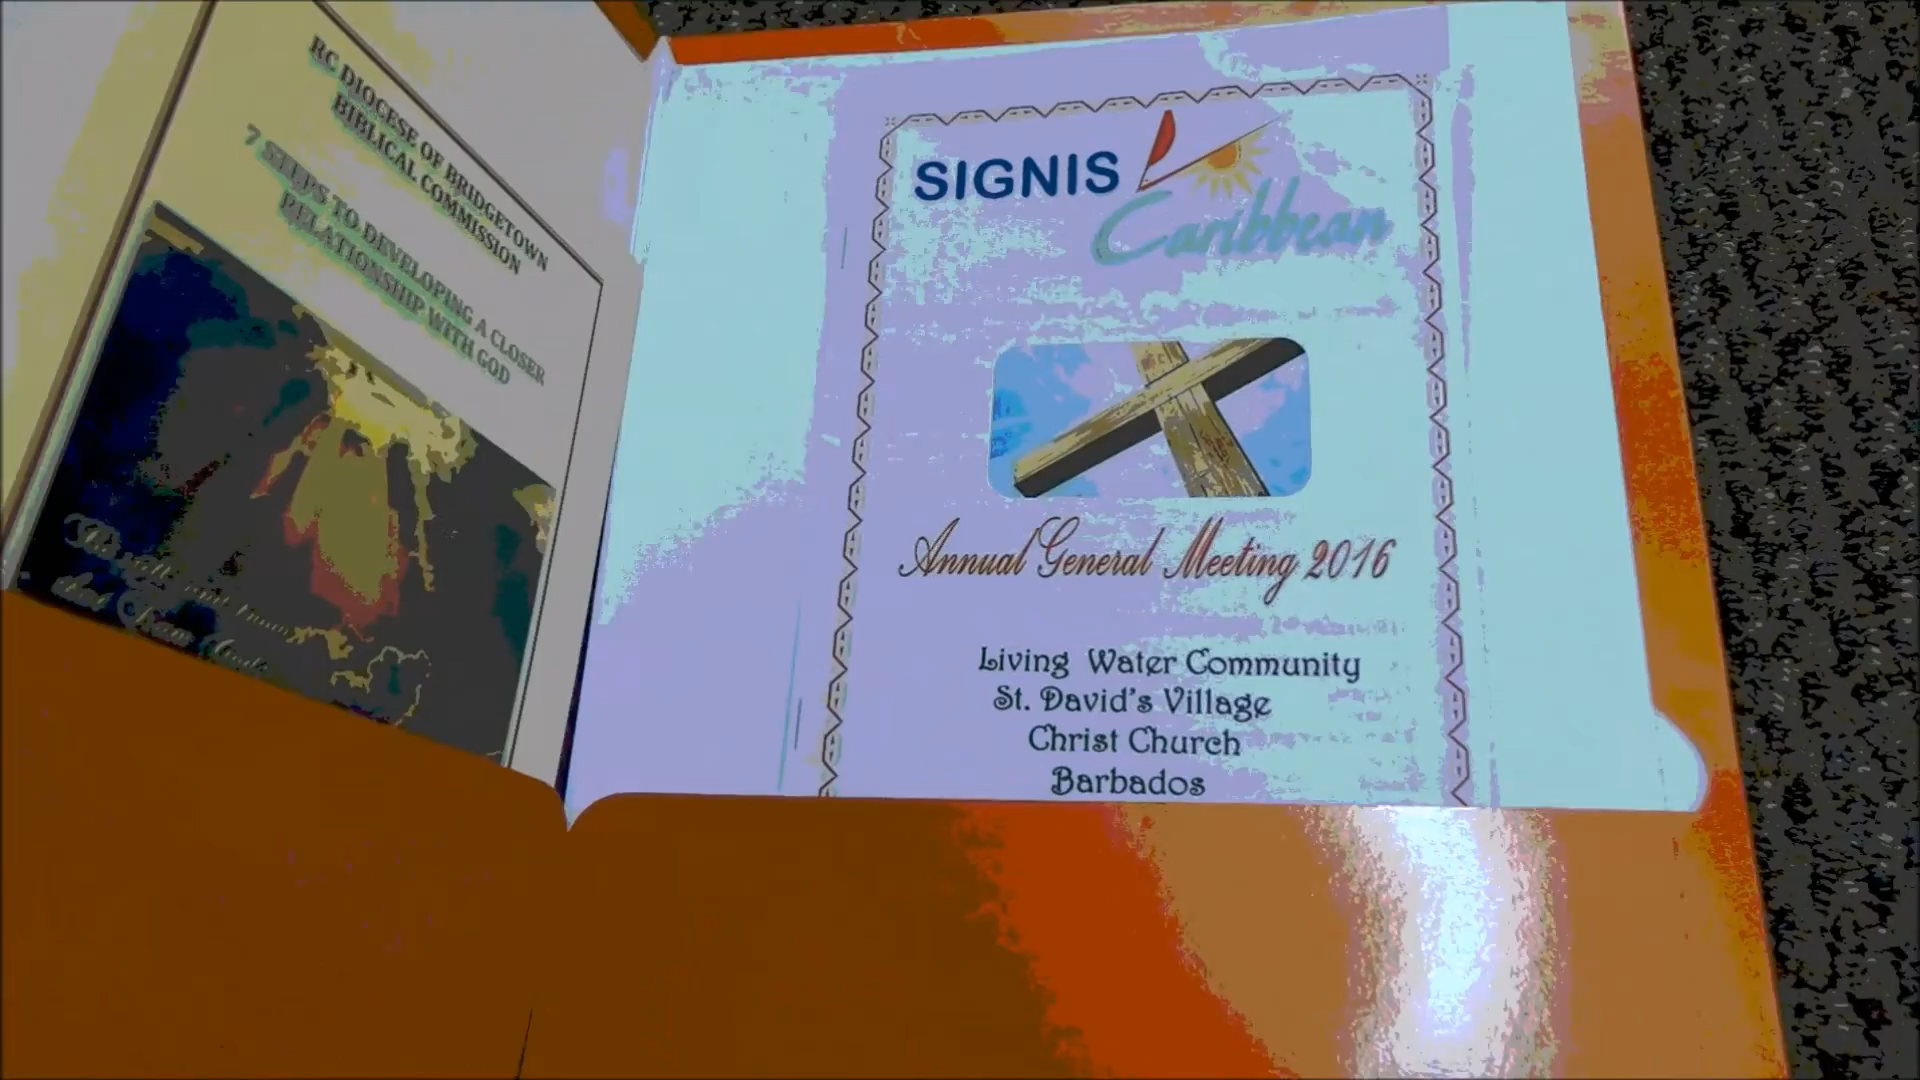 RC DIOCESE OF BRIDGETOWN
BIBLICAL COMMISSION
7 STEPS TO DEVELOPING A CLOSER
RELATIONSHIP WITH GOD
SIGNIS
Caribbean
Annual General Meeting 2016
Living Water Community
St. David's Village
Christ Church
Barbados